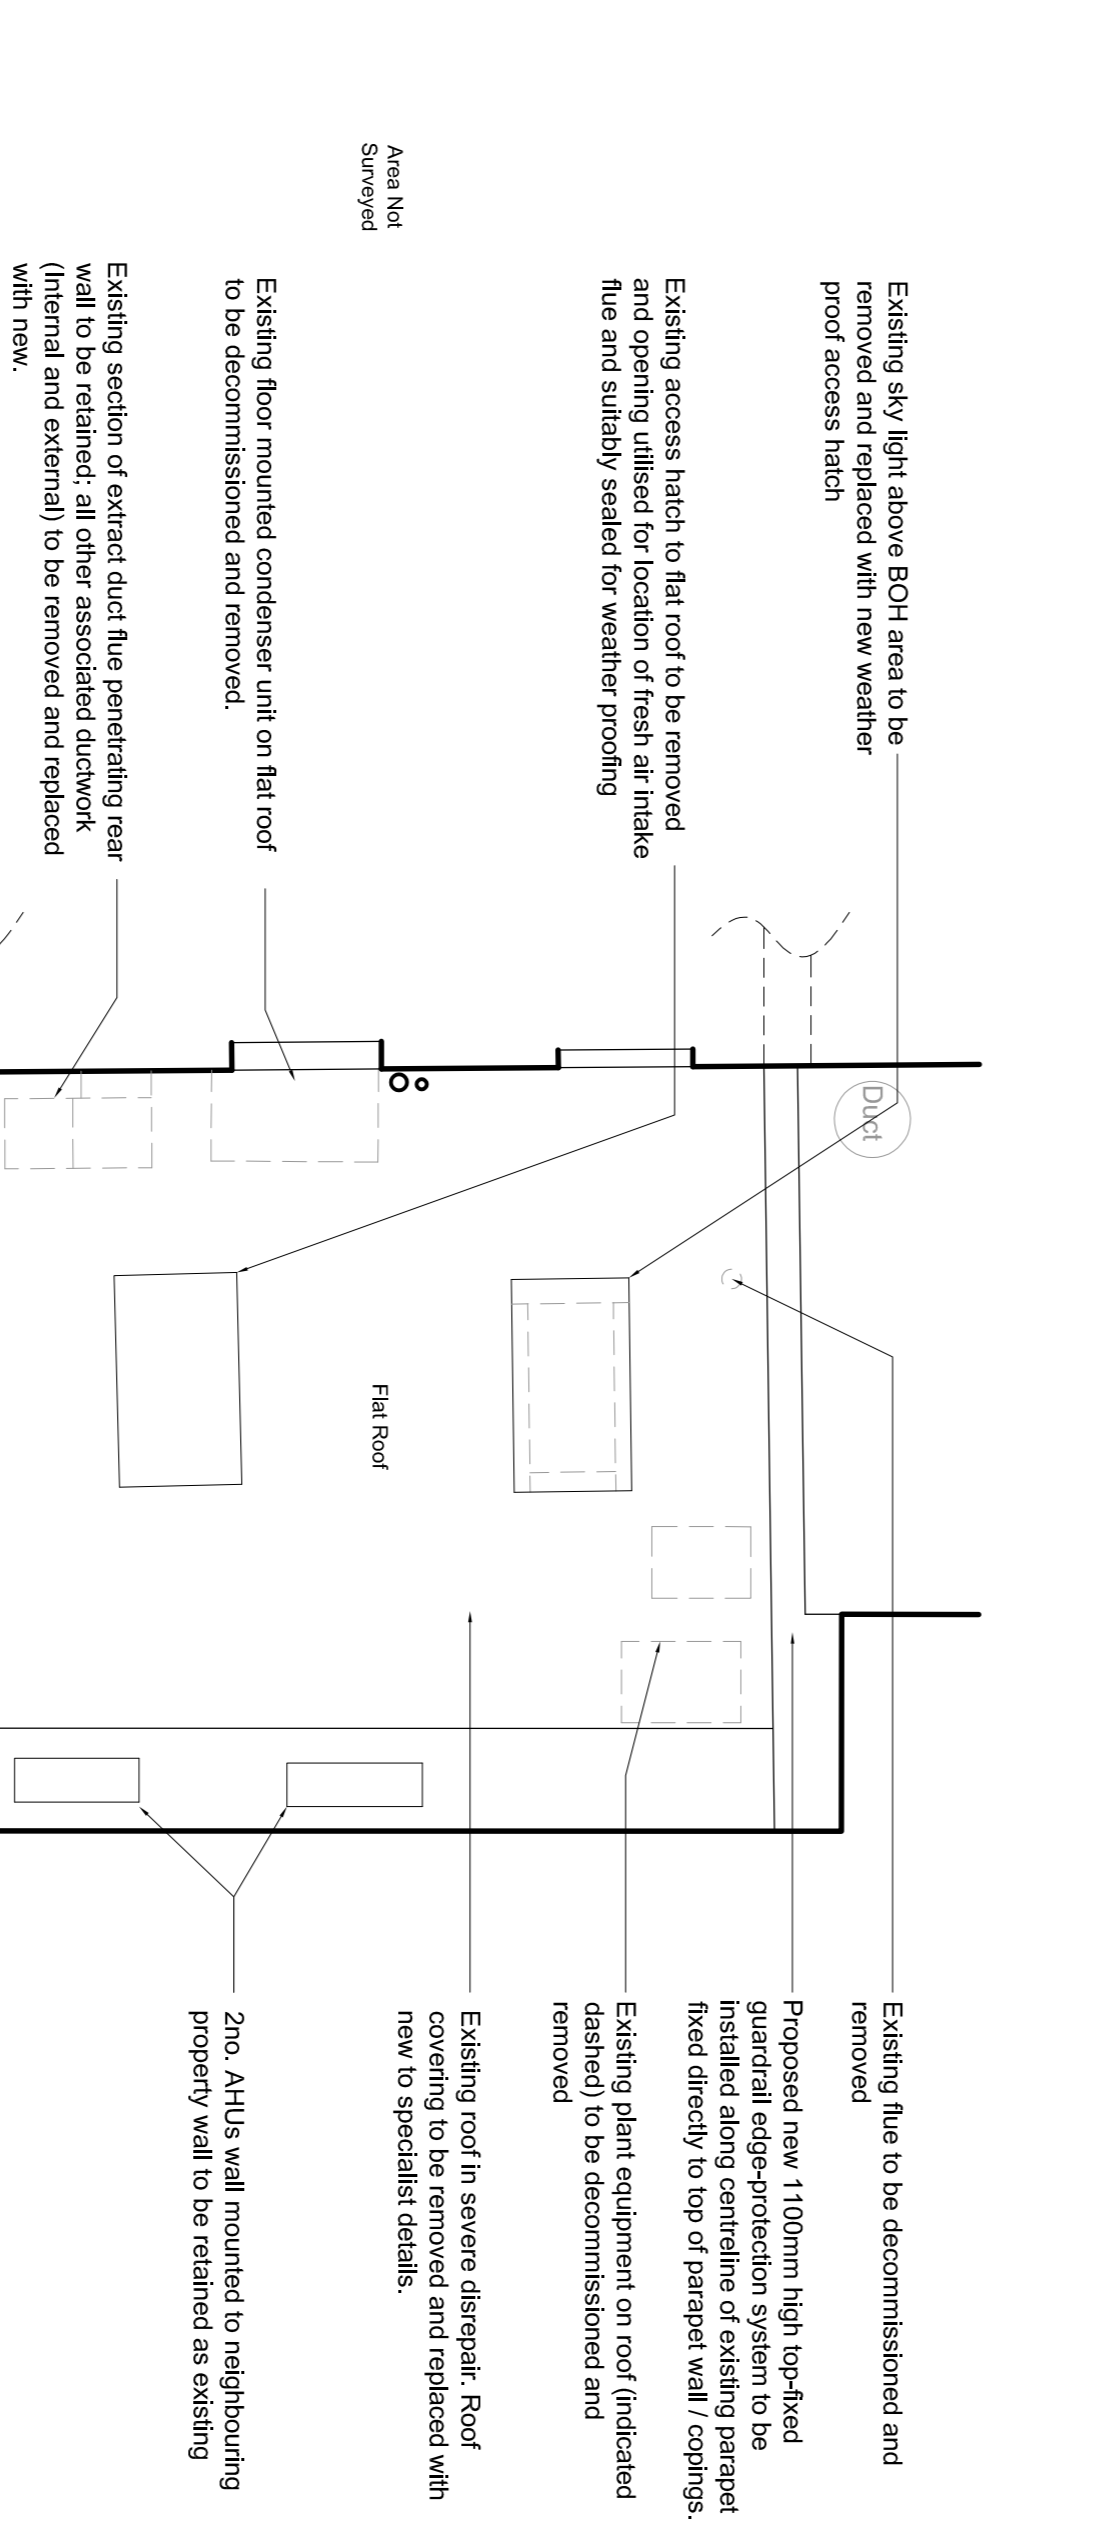 Existing sky light above BOH area to be
removed and replaced with new weather
proof access hatch
Existing access hatch to flat roof to be removed
and opening utilised for location of fresh air intake
flue and suitably sealed for weather proofing
Area Not
Surveyed
Existing floor mounted condenser unit on flat roof
to be decommissioned and removed.
Existing section of extract duct flue penetrating rear
wall to be retained; all other associated ductwork
(Internal and external) to be removed and replaced
with new.
Duct
Flat Roof
Existing flue to be decommissioned and
removed
Proposed new 1100mm high top-fixed
guardrail edge-protection system to be
installed along centreline of existing parapet
fixed directly to top of parapet wall / copings.
Existing plant equipment on roof (indicated
dashed) to be decommissioned and
removed
Existing roof in severe disrepair. Roof
covering to be removed and replaced with
new to specialist details.
2no. AHUs wall mounted to neighbouring
property wall to be retained as existing